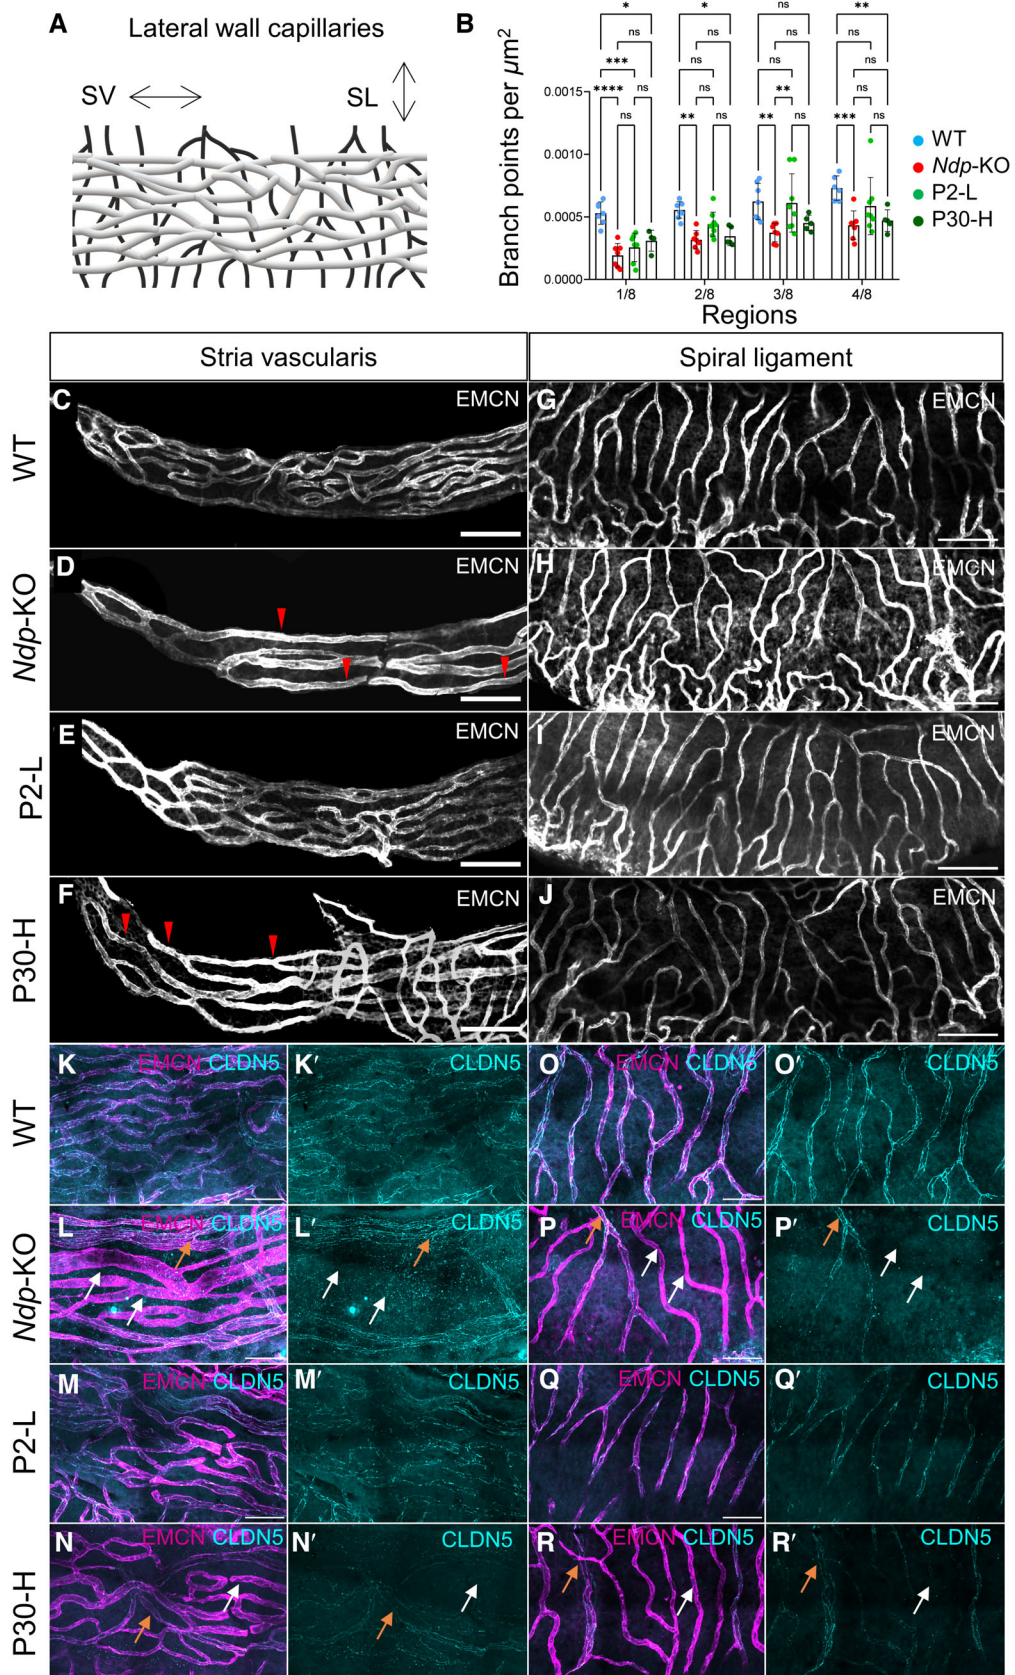 A
Lateral wall capillaries
SV
SL
B
Branch points per μm²
0.0015
0.0010
0.0005
0.0000
* * ns **
ns ns ns ns
*** ns ns ns
**** ns ** ns
ns ** ns ** ns *** ns
1/8 2/8 3/8 4/8
Regions
WT
Ndp-KO
P2-L
P30-H
Stria vascularis
Spiral ligament
WT
C EMCN
G EMCN
Ndp-KO
D EMCN
H EMCN
P2-L
E EMCN
I EMCN
P30-H
F EMCN
J EMCN
WT
K EMCN CLDN5
K′ CLDN5
O EMCN CLDN5
O′ CLDN5
Ndp-KO
L EMCN CLDN5
L′ CLDN5
P EMCN CLDN5
P′ CLDN5
P2-L
M EMCN CLDN5
M′ CLDN5
Q EMCN CLDN5
Q′ CLDN5
P30-H
N EMCN CLDN5
N′ CLDN5
R EMCN CLDN5
R′ CLDN5